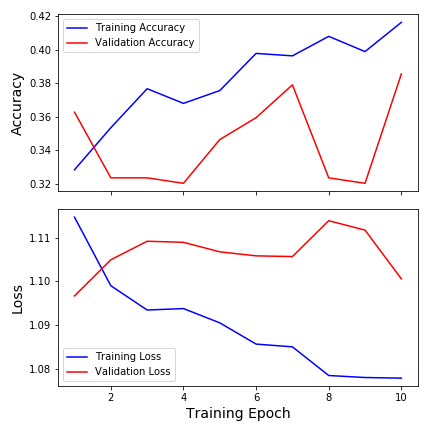 0.42
0.40
0.38
0.36
0.34
0.32
Accuracy
Training Accuracy
Validation Accuracy
1.11
1.10
1.09
1.08
Loss
Training Loss
Validation Loss
2 4 6 8 10
Training Epoch